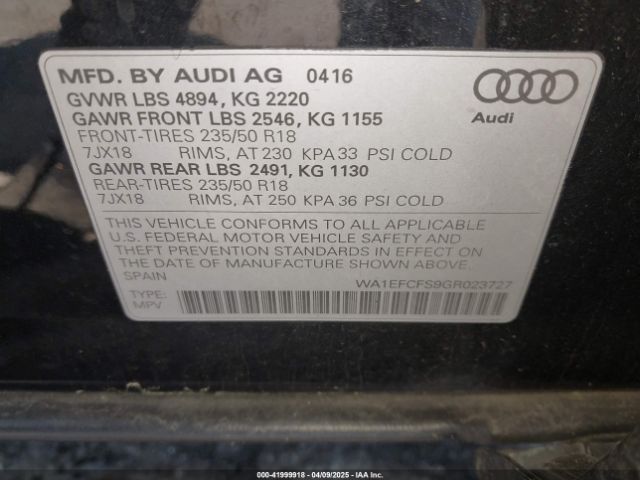 MFD. BY AUDI AG 0416
GVWR LBS 4894, KG 2220
GAWR FRONT LBS 2546, KG 1155
FRONT-TIRES 235/50 R18
7JX18 RIMS, AT 230 KPA 33 PSI COLD
GAWR REAR LBS 2491, KG 1130
REAR-TIRES 235/50 R18
7JX18 RIMS, AT 250 KPA 36 PSI COLD
Audi
THIS VEHICLE CONFORMS TO ALL APPLICABLE
U.S. FEDERAL MOTOR VEHICLE SAFETY AND
THEFT PREVENTION STANDARDS IN EFFECT ON
THE DATE OF MANUFACTURE SHOWN ABOVE.
SPAIN
WA1EFCFS9GR023727
TYPE:
MPV
000-41999918 | 04/09/2025 | IAA Inc.